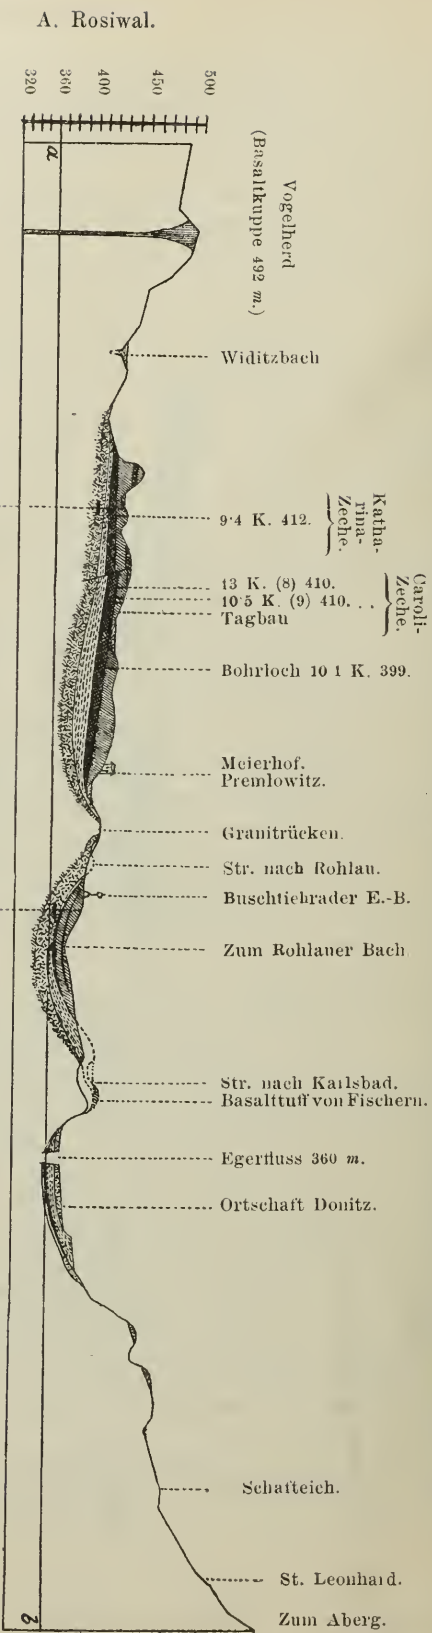 A. Rosiwal.
320
360
400
450
500
a
Vogelherd
(Basaltkuppe 492 m.)
Widitzbach
9·4 K. 412.
Katha-
rina-
Zeche.
13 K. (8) 410.
10·5 K. (9) 410. . .
Tagbau
Caroli-
Zeche.
Bohrloch 10 1 K. 399.
Meierhof.
Premlowitz.
Granitrücken.
Str. nach Rohlau.
Buschtiehrader E.-B.
Zum Rohlauer Bach
Str. nach Karlsbad.
Basalttuff von Fischern.
Egerfluss 360 m.
Ortschaft Donitz.
Schafteich.
St. Leonhard.
Zum Aberg.
b